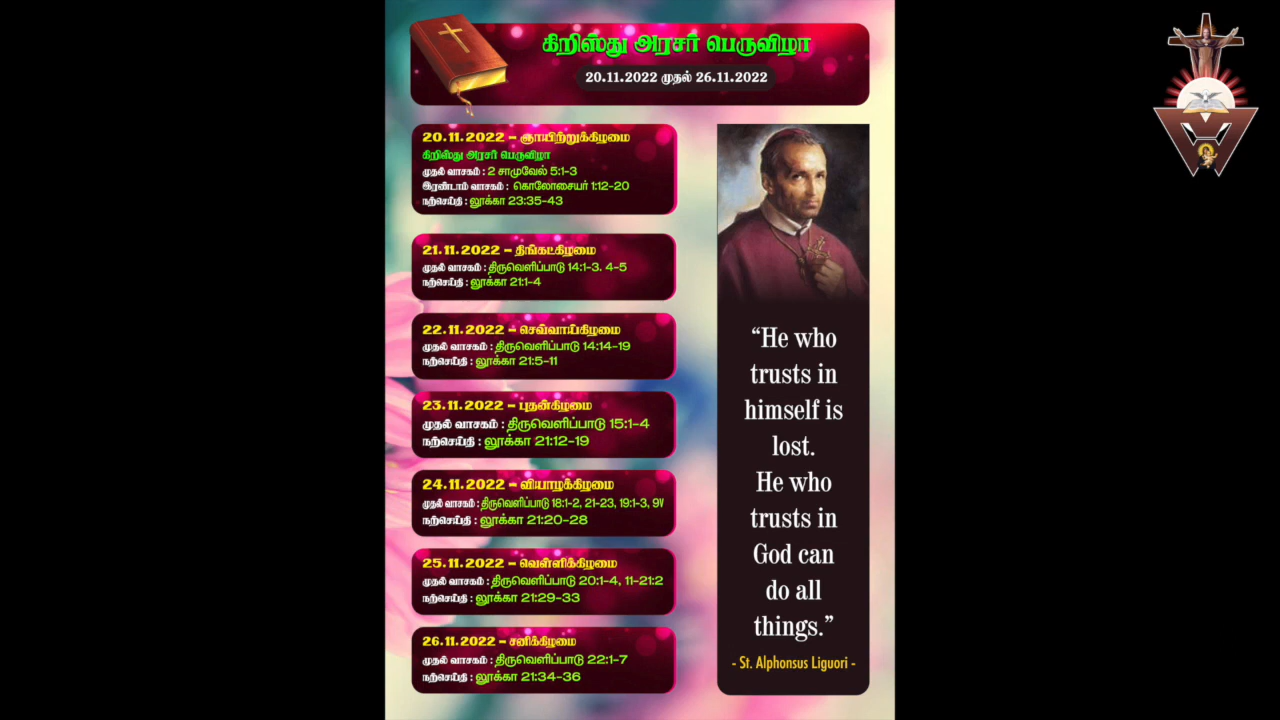 கிறிஸ்து அரசர் பெருவிழா
20.11.2022 முதல் 26.11.2022
20.11.2022 – ஞாயிற்றுக்கிழமை
கிறிஸ்து அரசர் பெருவிழா
முதல் வாசகம் : 2 சாமுவேல் 5:1-3
இரண்டாம் வாசகம் : கொலோசையர் 1:12-20
நற்செய்தி : லூக்கா 23:35-43
21.11.2022 – திங்கட்கிழமை
முதல் வாசகம் : திருவெளிப்பாடு 14:1-3. 4-5
நற்செய்தி : லூக்கா 21:1-4
22.11.2022 – செவ்வாய்கிழமை
முதல் வாசகம் : திருவெளிப்பாடு 14:14-19
நற்செய்தி : லூக்கா 21:5-11
23.11.2022 – புதன்கிழமை
முதல் வாசகம் : திருவெளிப்பாடு 15:1-4
நற்செய்தி : லூக்கா 21:12-19
24.11.2022 – வியாழக்கிழமை
முதல் வாசகம் : திருவெளிப்பாடு 18:1-2, 21-23, 19:1-3, 9V
நற்செய்தி : லூக்கா 21:20-28
25.11.2022 – வெள்ளிக்கிழமை
முதல் வாசகம் : திருவெளிப்பாடு 20:1-4, 11-21:2
நற்செய்தி : லூக்கா 21:29-33
26.11.2022 – சனிக்கிழமை
முதல் வாசகம் : திருவெளிப்பாடு 22:1-7
நற்செய்தி : லூக்கா 21:34-36
“He who
trusts in
himself is
lost.
He who
trusts in
God can
do all
things.”
- St. Alphonsus Liguori -